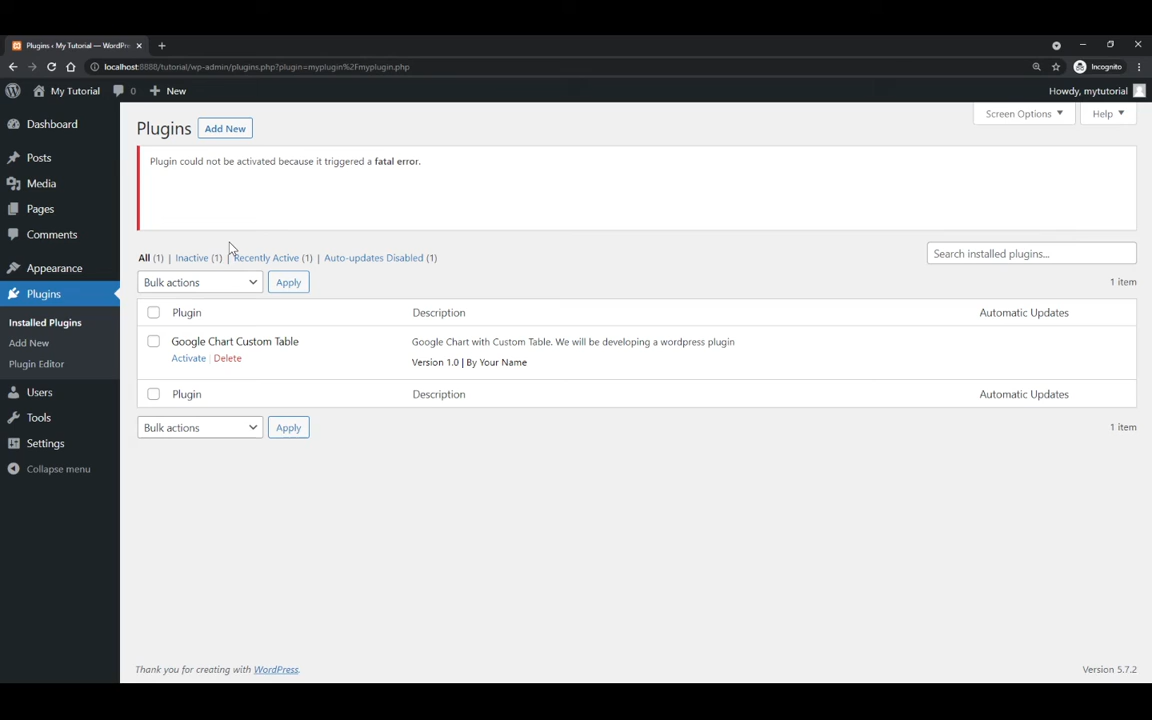 Plugins ‹ My Tutorial — WordPre
localhost:8888/tutorial/wp-admin/plugins.php?plugin=myplugin%2Fmyplugin.php
Incognito
My Tutorial
0
New
Howdy, mytutorial
Dashboard
Posts
Media
Pages
Comments
Appearance
Plugins
Installed Plugins
Add New
Plugin Editor
Users
Tools
Settings
Collapse menu
Screen Options
Help
Plugins
Add New
Plugin could not be activated because it triggered a fatal error.
All (1) | Inactive (1) | Recently Active (1) | Auto-updates Disabled (1)
Search installed plugins...
Bulk actions
Apply
1 item
Plugin
Description
Automatic Updates
Google Chart Custom Table
Activate | Delete
Google Chart with Custom Table. We will be developing a wordpress plugin
Version 1.0 | By Your Name
Plugin
Description
Automatic Updates
Bulk actions
Apply
1 item
Thank you for creating with WordPress.
Version 5.7.2